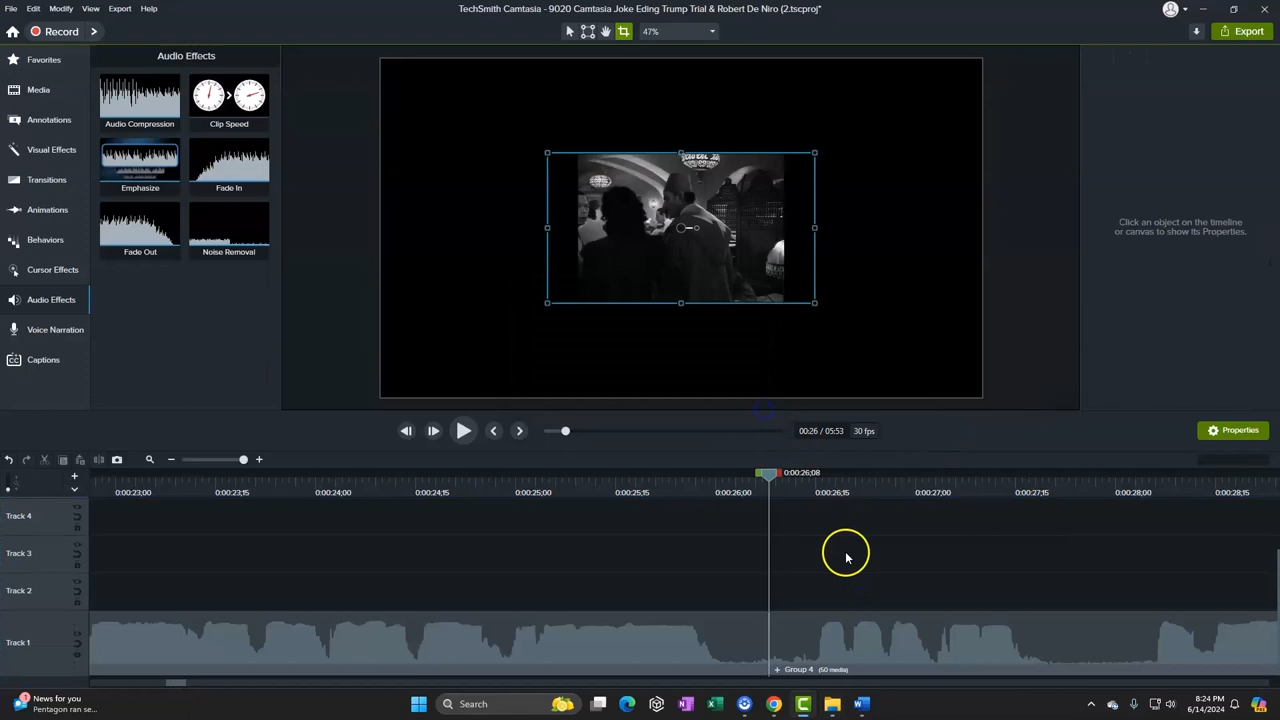 File Edit Modify View Export Help TechSmith Camtasia - 9020 Camtasia Joke Eding Trump Trial & Robert De Niro (2.tscproj*
Record 47% Export
Favorites
Media
Annotations
Visual Effects
Transitions
Animations
Behaviors
Cursor Effects
Audio Effects
Voice Narration
CC Captions
Audio Effects
Audio Compression Clip Speed
Emphasize Fade In
Fade Out Noise Removal
Click an object on the timeline
or canvas to show its Properties.
00:26 / 05:53 30 fps Properties
0:00:26;08
0:00:23;00 0:00:23;15 0:00:24;00 0:00:24;15 0:00:25;00 0:00:25;15 0:00:26;00 0:00:26;15 0:00:27;00 0:00:27;15 0:00:28;00 0:00:28;15
Track 4
Track 3
Track 2
Track 1
+ Group 4 (50 media)
1 News for you
Pentagon ran se...
Search
8:24 PM
6/14/2024